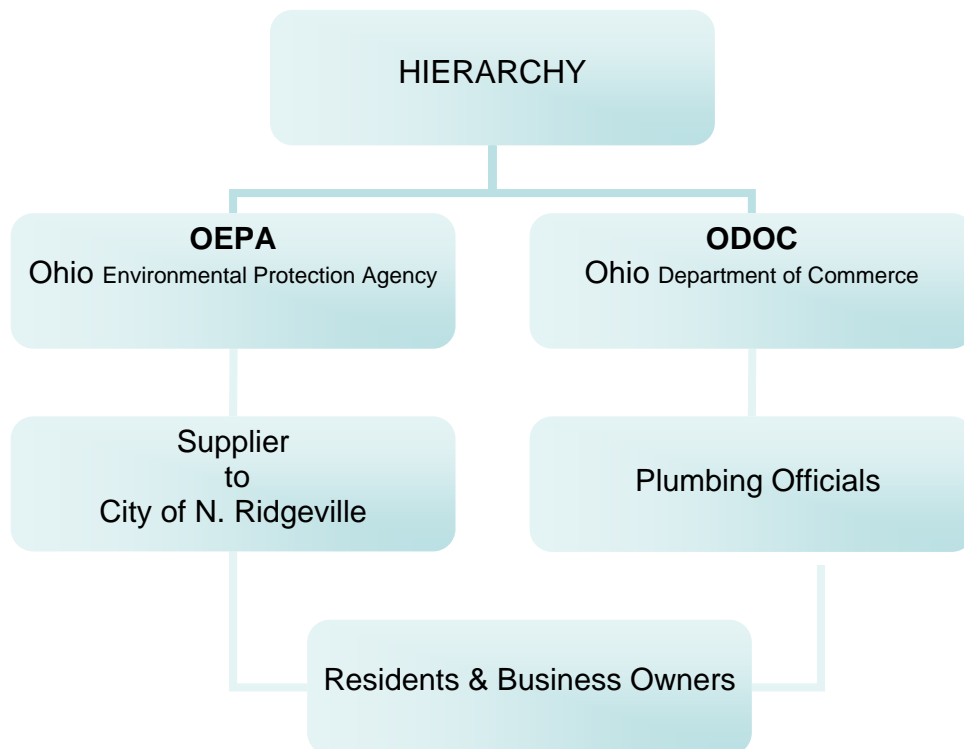 HIERARCHY
OEPA
Ohio Environmental Protection Agency
ODOC
Ohio Department of Commerce
Supplier
to
City of N. Ridgeville
Plumbing Officials
Residents & Business Owners